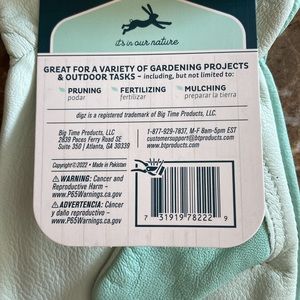 it's in our nature
GREAT FOR A VARIETY OF GARDENING PROJECTS
& OUTDOOR TASKS – including, but not limited to:
PRUNING
podar
FERTILIZING
fertilizar
MULCHING
preparar la tierra
digz is a registered trademark of Big Time Products, LLC
Big Time Products, LLC
2839 Paces Ferry Road SE
Suite 350 | Atlanta, GA 30339
1-877-929-7837, M-F 8am-5pm EST
customersupport@bigtimeproducts.com
www.btproducts.com
Copyright©2022 • Made in Pakistan
WARNING: Cancer and
Reproductive Harm –
www.P65Warnings.ca.gov
ADVERTENCIA: Cáncer
y daño reproductivo –
www.P65Warnings.ca.gov
7 31919 78222 9